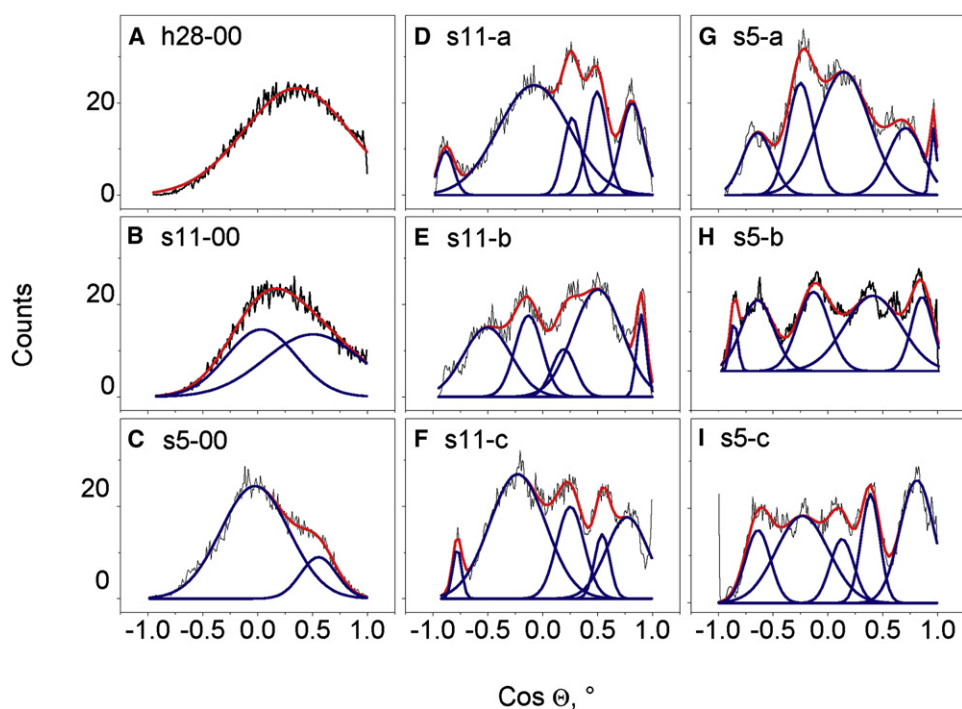 A h28-00
D s11-a
G s5-a
20
0
B s11-00
E s11-b
H s5-b
Counts
20
0
C s5-00
F s11-c
I s5-c
20
0
-1.0 -0.5 0.0 0.5 1.0
-1.0 -0.5 0.0 0.5 1.0
-1.0 -0.5 0.0 0.5 1.0
Cos Θ, °